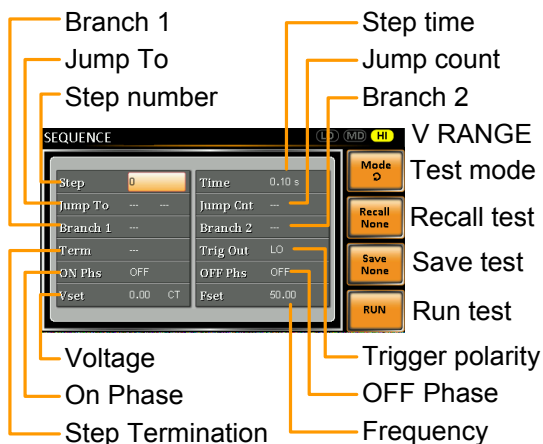 Branch 1
Step time
Jump To
Jump count
Step number
Branch 2
SEQUENCE
LO MD HI
V RANGE
Step 0 Time 0.10 s
Mode
Test mode
Jump To --- --- Jump Cnt ---
Branch 1 --- Branch 2 ---
Recall
None
Recall test
Term --- Trig Out LO
Save
None
Save test
ON Phs OFF OFF Phs OFF
Vset 0.00 CT Fset 50.00
RUN
Run test
Voltage
Trigger polarity
On Phase
OFF Phase
Step Termination
Frequency